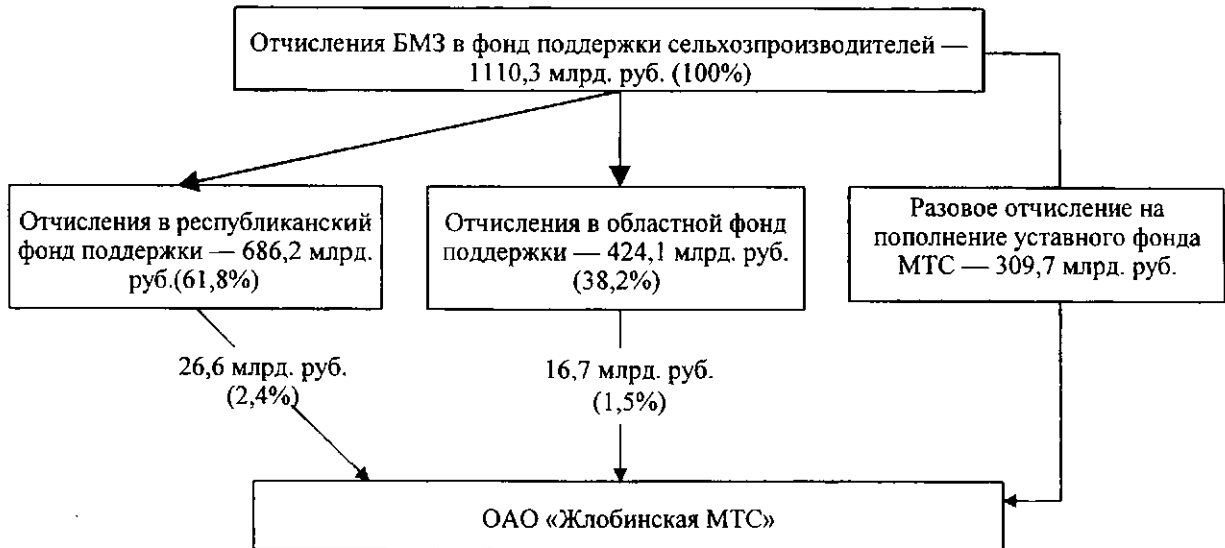 Отчисления БМЗ в фонд поддержки сельхозпроизводителей —
1110,3 млрд. руб. (100%)
Отчисления в республиканский
фонд поддержки — 686,2 млрд.
руб.(61,8%)
Отчисления в областной фонд
поддержки — 424,1 млрд. руб.
(38,2%)
Разовое отчисление на
пополнение уставного фонда
МТС — 309,7 млрд. руб.
26,6 млрд. руб.
(2,4%)
16,7 млрд. руб.
(1,5%)
ОАО «Жлобинская МТС»